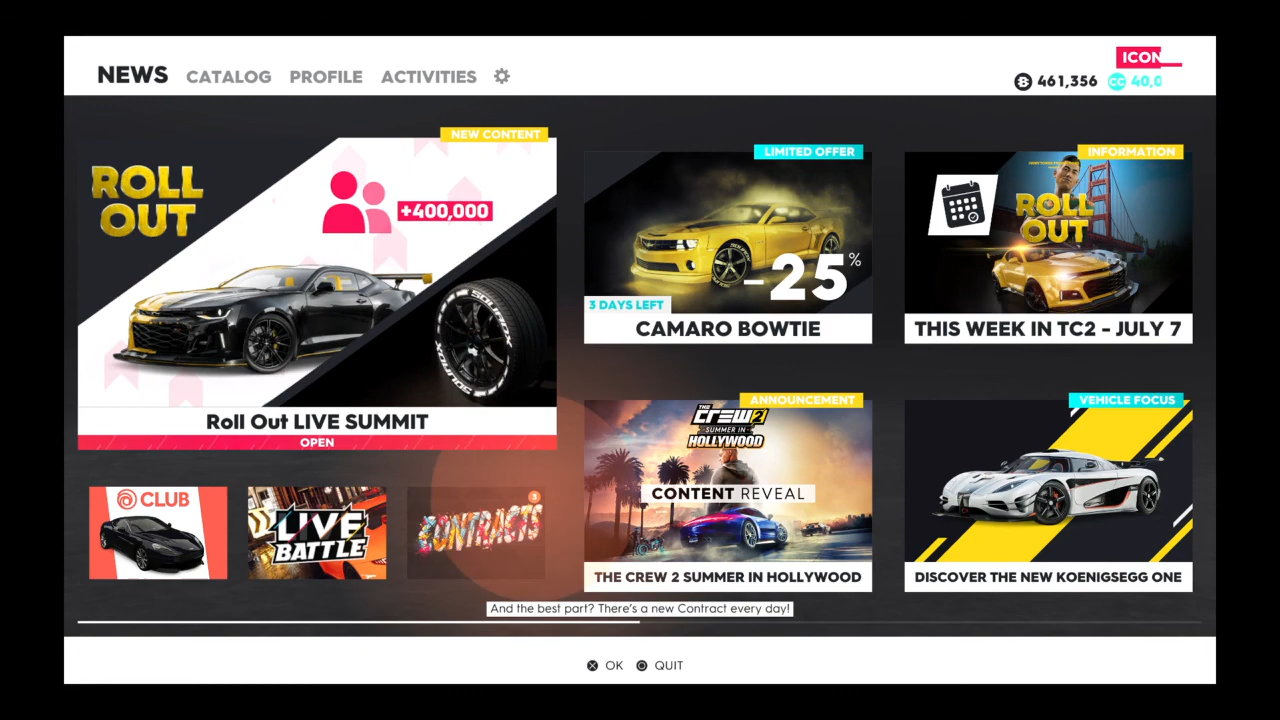 ICON
NEWS CATALOG PROFILE ACTIVITIES
461,356 CC 40,0
NEW CONTENT
ROLL
OUT
+400,000
Roll Out LIVE SUMMIT
OPEN
LIMITED OFFER
-25%
3 DAYS LEFT
CAMARO BOWTIE
INFORMATION
ROLL
OUT
THIS WEEK IN TC2 - JULY 7
CLUB
LIVE
BATTLE
3
CONTRACTS
ANNOUNCEMENT
THE
CREW 2
SUMMER IN
HOLLYWOOD
CONTENT REVEAL
THE CREW 2 SUMMER IN HOLLYWOOD
VEHICLE FOCUS
DISCOVER THE NEW KOENIGSEGG ONE
And the best part? There's a new Contract every day!
OK QUIT